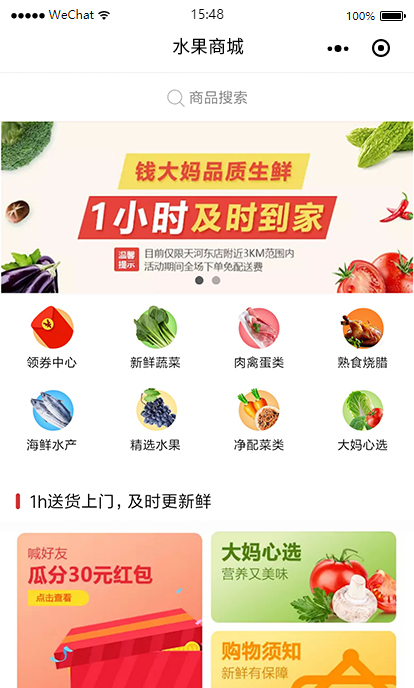 WeChat
15:48
100%
水果商城
商品搜索
钱大妈品质生鲜
1小时及时到家
温馨提示
目前仅限天河东店附近3KM范围内
活动期间全场下单免配送费
领券中心
新鲜蔬菜
肉禽蛋类
熟食烧腊
海鲜水产
精选水果
净配菜类
大妈心选
1h送货上门，及时更新鲜
喊好友
瓜分30元红包
点击查看
大妈心选
营养又美味
购物须知
新鲜有保障